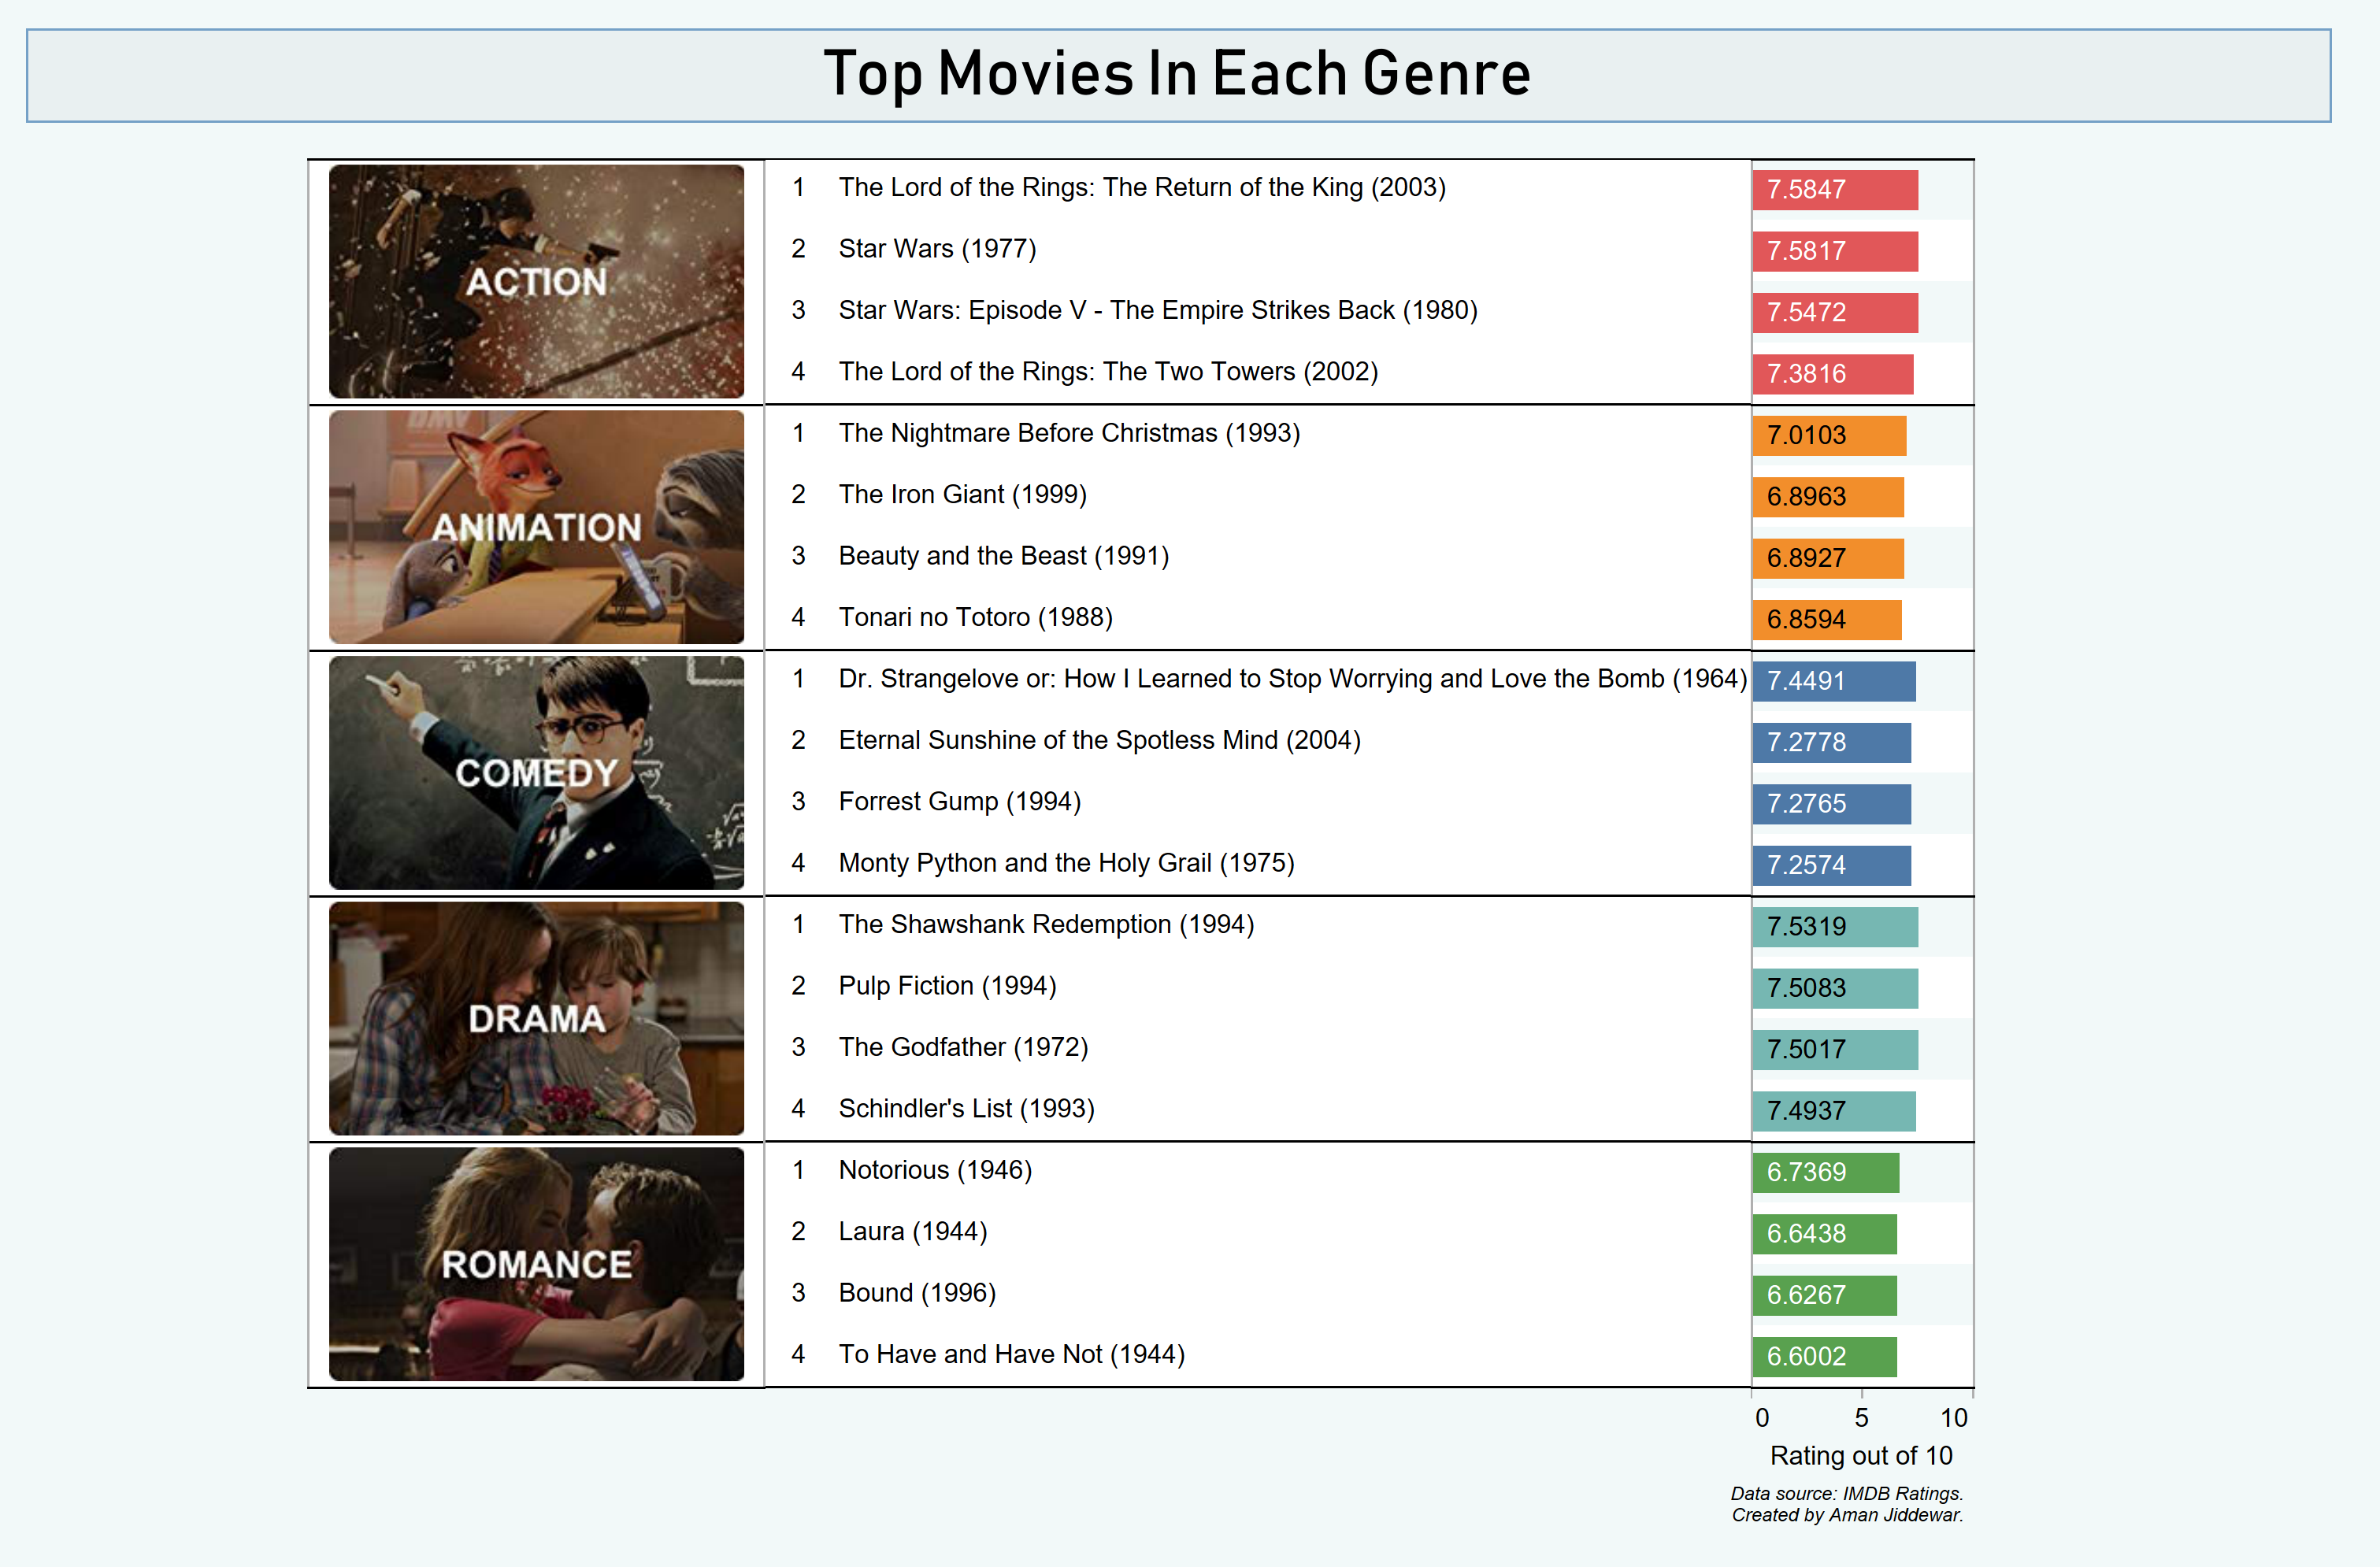 Top Movies In Each Genre
ACTION
1 The Lord of the Rings: The Return of the King (2003) 7.5847
2 Star Wars (1977) 7.5817
3 Star Wars: Episode V - The Empire Strikes Back (1980) 7.5472
4 The Lord of the Rings: The Two Towers (2002) 7.3816
DMV
ANIMATION
1 The Nightmare Before Christmas (1993) 7.0103
2 The Iron Giant (1999) 6.8963
3 Beauty and the Beast (1991) 6.8927
4 Tonari no Totoro (1988) 6.8594
COMEDY
1 Dr. Strangelove or: How I Learned to Stop Worrying and Love the Bomb (1964) 7.4491
2 Eternal Sunshine of the Spotless Mind (2004) 7.2778
3 Forrest Gump (1994) 7.2765
4 Monty Python and the Holy Grail (1975) 7.2574
DRAMA
1 The Shawshank Redemption (1994) 7.5319
2 Pulp Fiction (1994) 7.5083
3 The Godfather (1972) 7.5017
4 Schindler's List (1993) 7.4937
ROMANCE
1 Notorious (1946) 6.7369
2 Laura (1944) 6.6438
3 Bound (1996) 6.6267
4 To Have and Have Not (1944) 6.6002
0 5 10
Rating out of 10
Data source: IMDB Ratings.
Created by Aman Jiddewar.